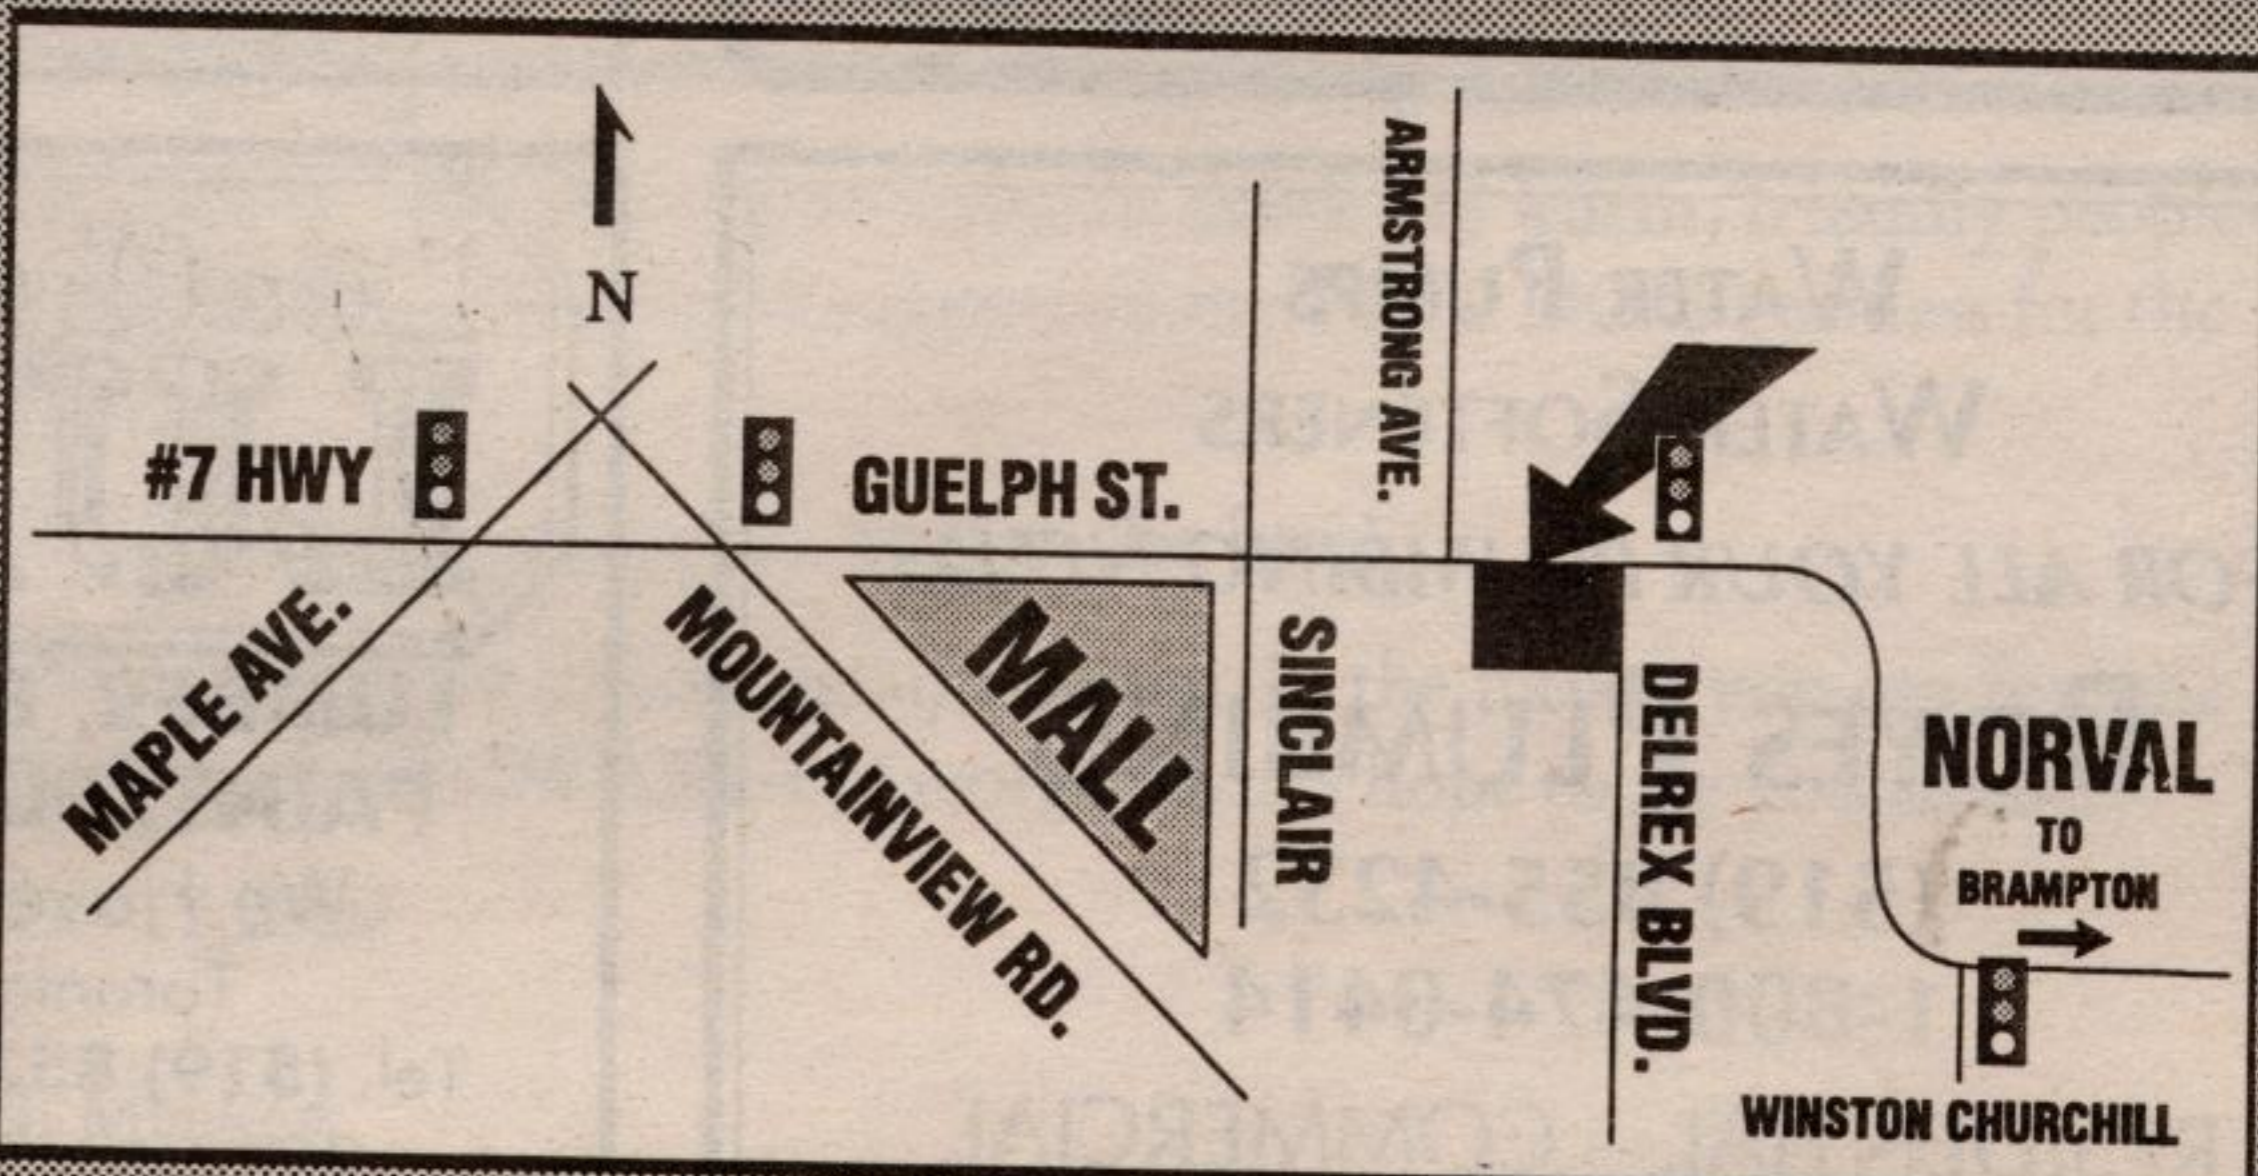 N
ARMSTRONG AVE.
#7 HWY
GUELPH ST.
MAPLE AVE.
MOUNTAINVIEW RD.
MALL
SINCLAIR
DELREX BLVD.
NORVAL
TO
BRAMPTON
WINSTON CHURCHILL